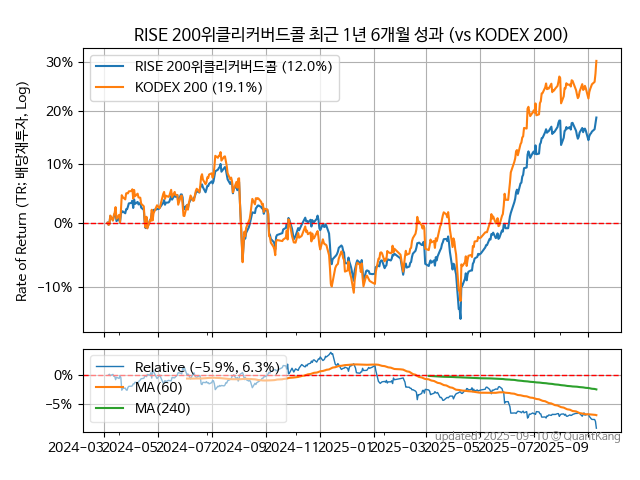 RISE 200위클리커버드콜 최근 1년 6개월 성과 (vs KODEX 200)
Rate of Return (TR: 배당재투자, Log)
30%
20%
10%
0%
−10%
RISE 200위클리커버드콜 (12.0%)
KODEX 200 (19.1%)
0%
−5%
Relative (−5.9%, 6.3%)
MA(60)
MA(240)
2024-03 2024-05 2024-07 2024-09 2024-11 2025-01 2025-03 2025-05 2025-07 2025-09
updated: 2025-09-10 © QuantKang